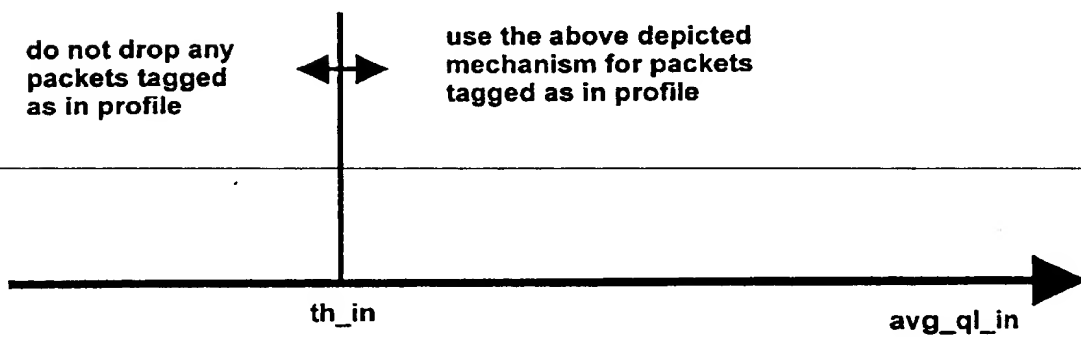 do not drop any
packets tagged
as in profile
use the above depicted
mechanism for packets
tagged as in profile
th_in
avg_ql_in